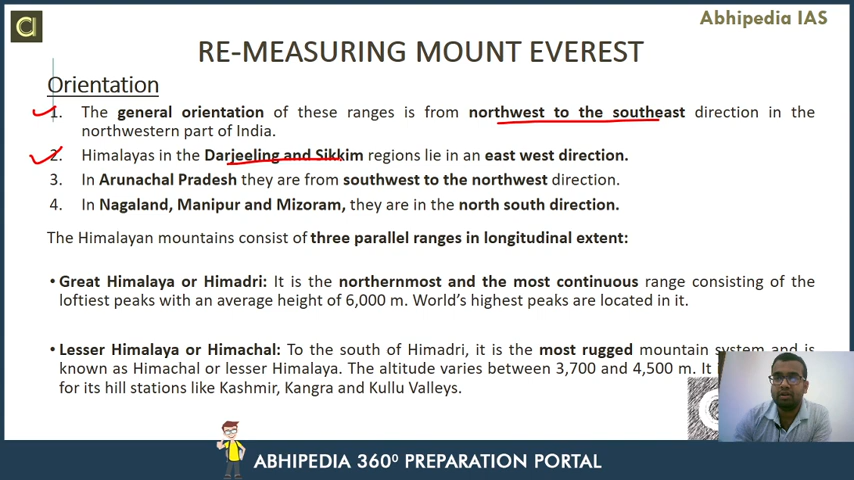 Abhipedia IAS
RE-MEASURING MOUNT EVEREST
Orientation
1. The general orientation of these ranges is from northwest to the southeast direction in the
northwestern part of India.
2. Himalayas in the Darjeeling and Sikkim regions lie in an east west direction.
3. In Arunachal Pradesh they are from southwest to the northwest direction.
4. In Nagaland, Manipur and Mizoram, they are in the north south direction.
The Himalayan mountains consist of three parallel ranges in longitudinal extent:
• Great Himalaya or Himadri: It is the northernmost and the most continuous range consisting of the
loftiest peaks with an average height of 6,000 m. World's highest peaks are located in it.
• Lesser Himalaya or Himachal: To the south of Himadri, it is the most rugged mountain system and is
known as Himachal or lesser Himalaya. The altitude varies between 3,700 and 4,500 m. It
for its hill stations like Kashmir, Kangra and Kullu Valleys.
ABHIPEDIA 360⁰ PREPARATION PORTAL